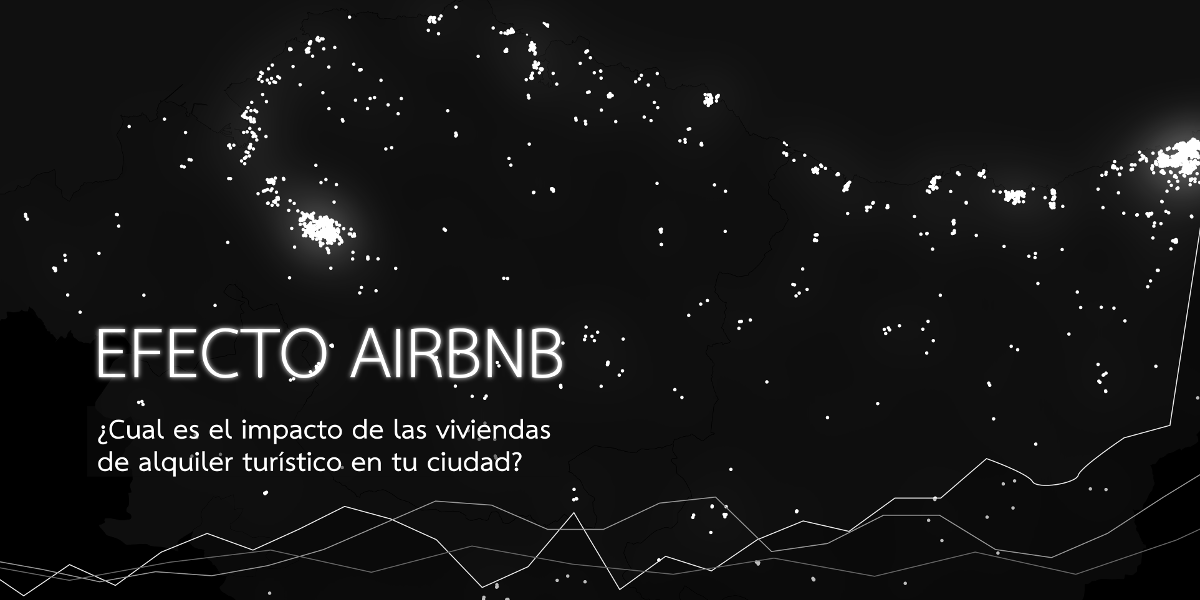 EFECTO AIRBNB
¿Cual es el impacto de las viviendas
de alquiler turístico en tu ciudad?